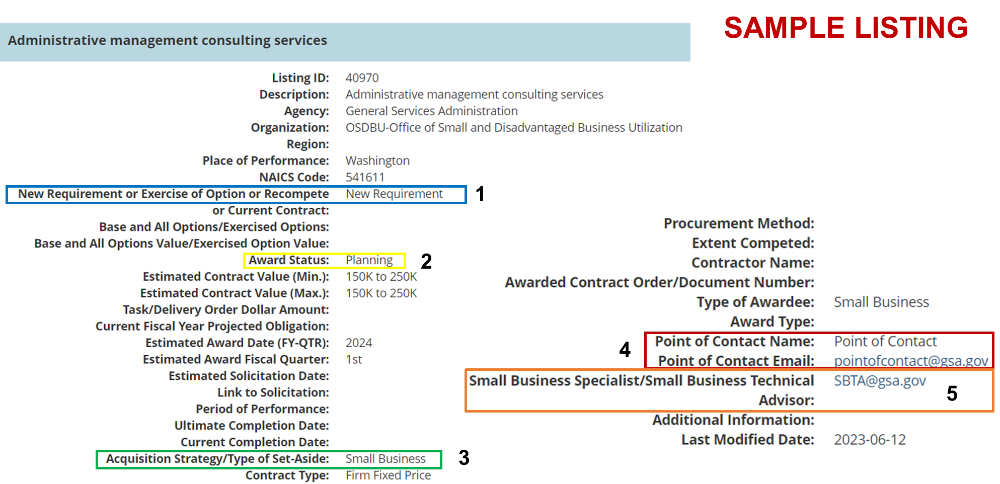 SAMPLE LISTING
Administrative management consulting services
Listing ID: 40970
Description: Administrative management consulting services
Agency: General Services Administration
Organization: OSDBU-Office of Small and Disadvantaged Business Utilization
Region:
Place of Performance: Washington
NAICS Code: 541611
New Requirement or Exercise of Option or Recompete New Requirement 1
or Current Contract:
Base and All Options/Exercised Options:
Base and All Options Value/Exercised Option Value:
Award Status: Planning 2
Estimated Contract Value (Min.): 150K to 250K
Estimated Contract Value (Max.): 150K to 250K
Task/Delivery Order Dollar Amount:
Current Fiscal Year Projected Obligation:
Estimated Award Date (FY-QTR): 2024
Estimated Award Fiscal Quarter: 1st
Estimated Solicitation Date:
Link to Solicitation:
Period of Performance:
Ultimate Completion Date:
Current Completion Date:
Acquisition Strategy/Type of Set-Aside: Small Business 3
Contract Type: Firm Fixed Price
Procurement Method:
Extent Competed:
Contractor Name:
Awarded Contract Order/Document Number:
Type of Awardee: Small Business
Award Type:
4 Point of Contact Name: Point of Contact
Point of Contact Email: pointofcontact@gsa.gov
Small Business Specialist/Small Business Technical SBTA@gsa.gov 5
Advisor:
Additional Information:
Last Modified Date: 2023-06-12